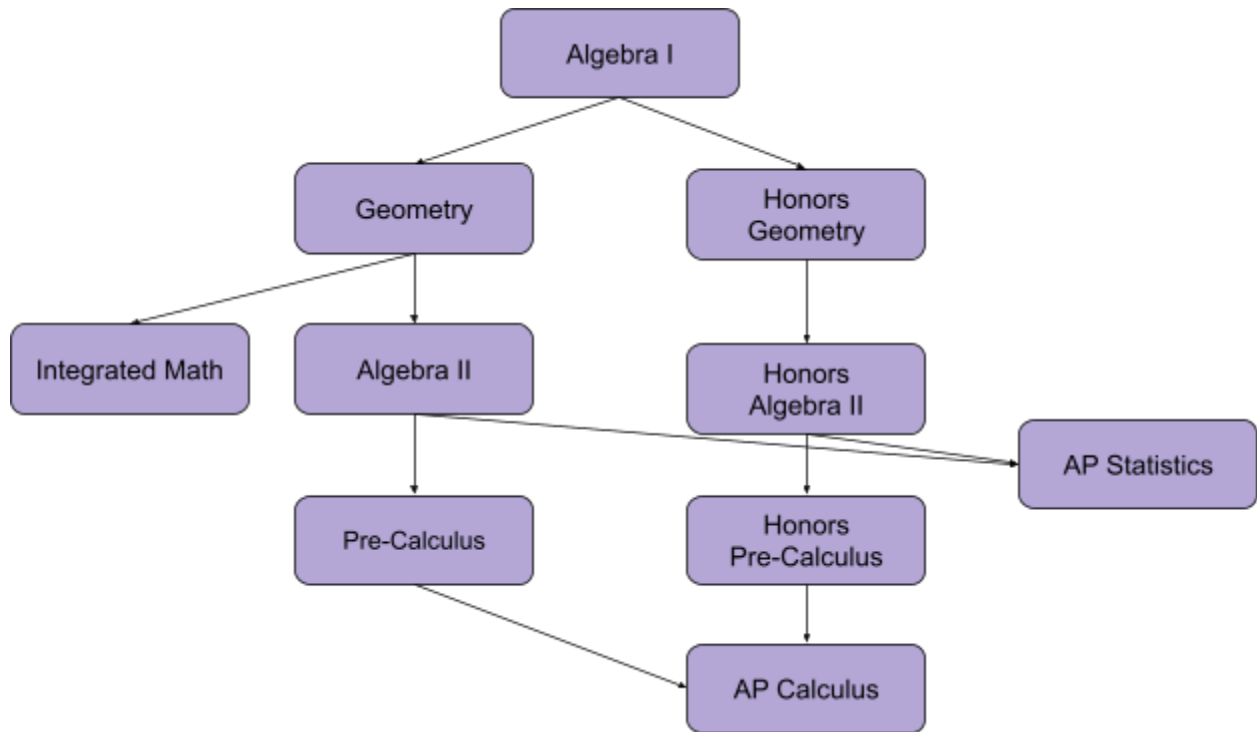 Algebra I
Geometry
Honors
Geometry
Integrated Math
Algebra II
Honors
Algebra II
AP Statistics
Pre-Calculus
Honors
Pre-Calculus
AP Calculus